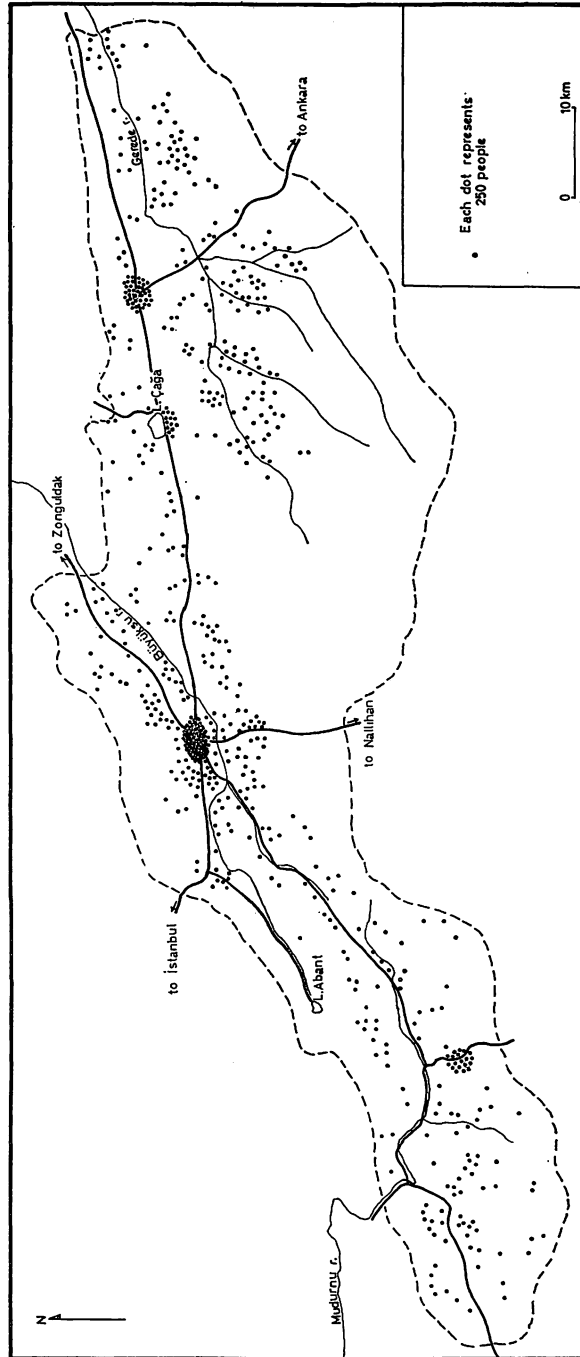 N
to Zonguldak
Büyüksu r.
to İstanbul
L. Abant
Mudurnu r.
to Nallıhan
L. Çağa
Gerede r.
to Ankara
Each dot represents
250 people
0 10 km